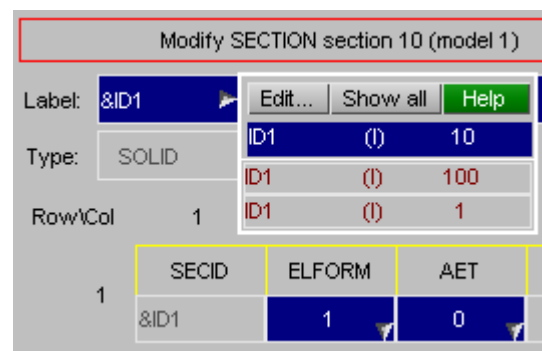 Modify SECTION section 10 (model 1)
Label: &ID1 Edit... Show all Help
ID1 (I) 10
Type: SOLID
ID1 (I) 100
Row\Col 1 ID1 (I) 1
SECID ELFORM AET
1
&ID1 1 0